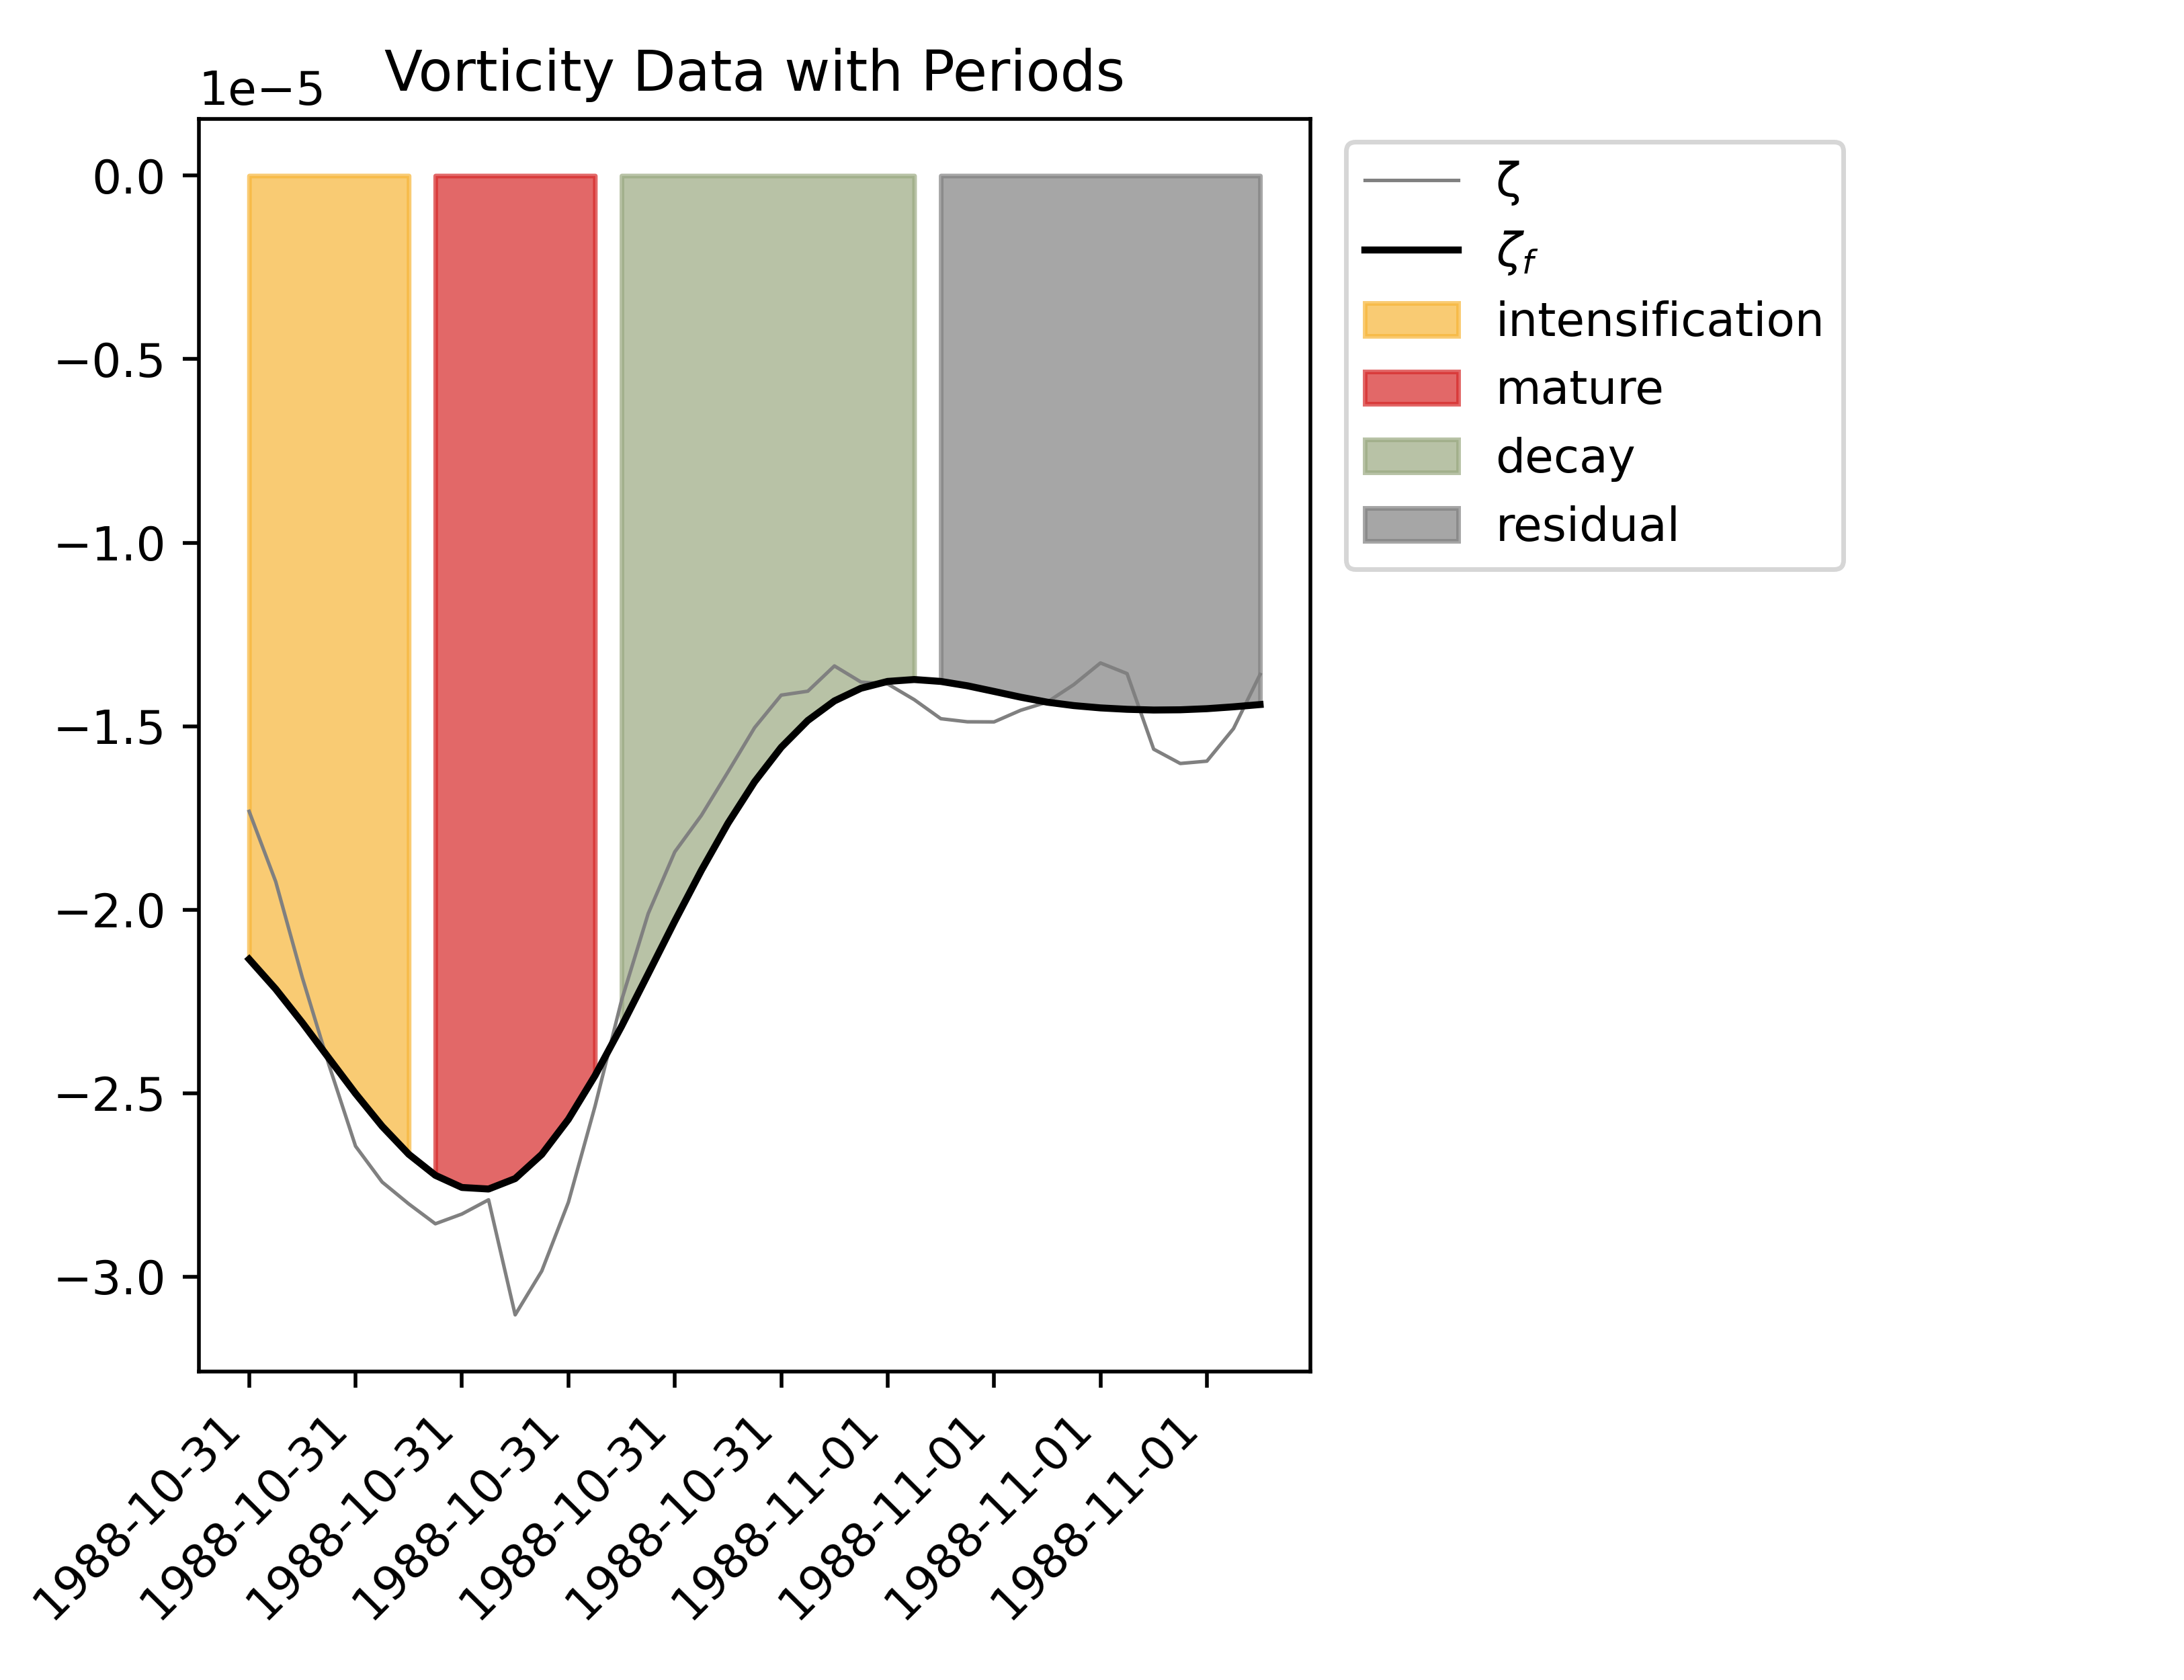 Vorticity Data with Periods
1e−5
0.0
−0.5
−1.0
−1.5
−2.0
−2.5
−3.0
1988-10-31
1988-10-31
1988-10-31
1988-10-31
1988-10-31
1988-10-31
1988-11-01
1988-11-01
1988-11-01
1988-11-01
ζ
ζf
intensification
mature
decay
residual